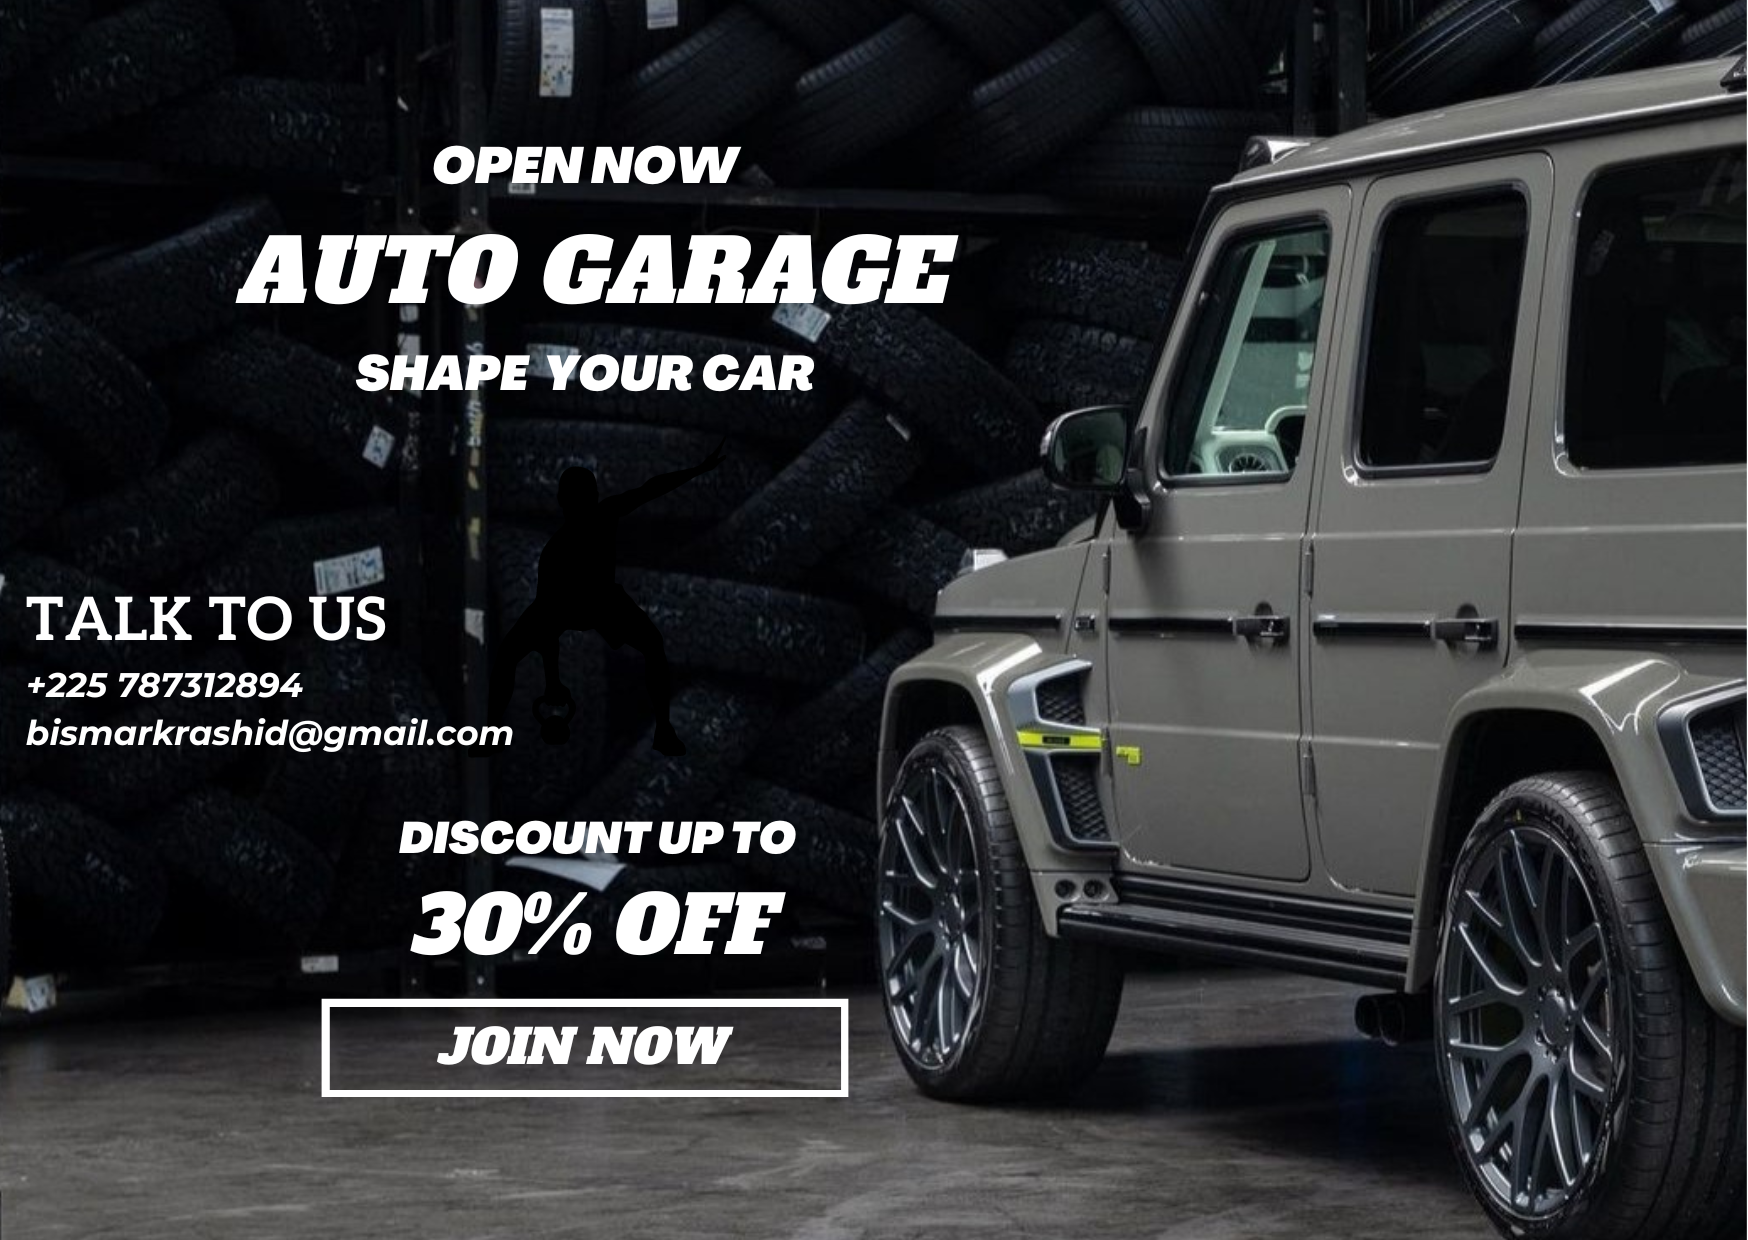 OPEN NOW
AUTO GARAGE
SHAPE YOUR CAR
TALK TO US
+225 787312894
bismarkrashid@gmail.com
DISCOUNT UP TO
30% OFF
JOIN NOW